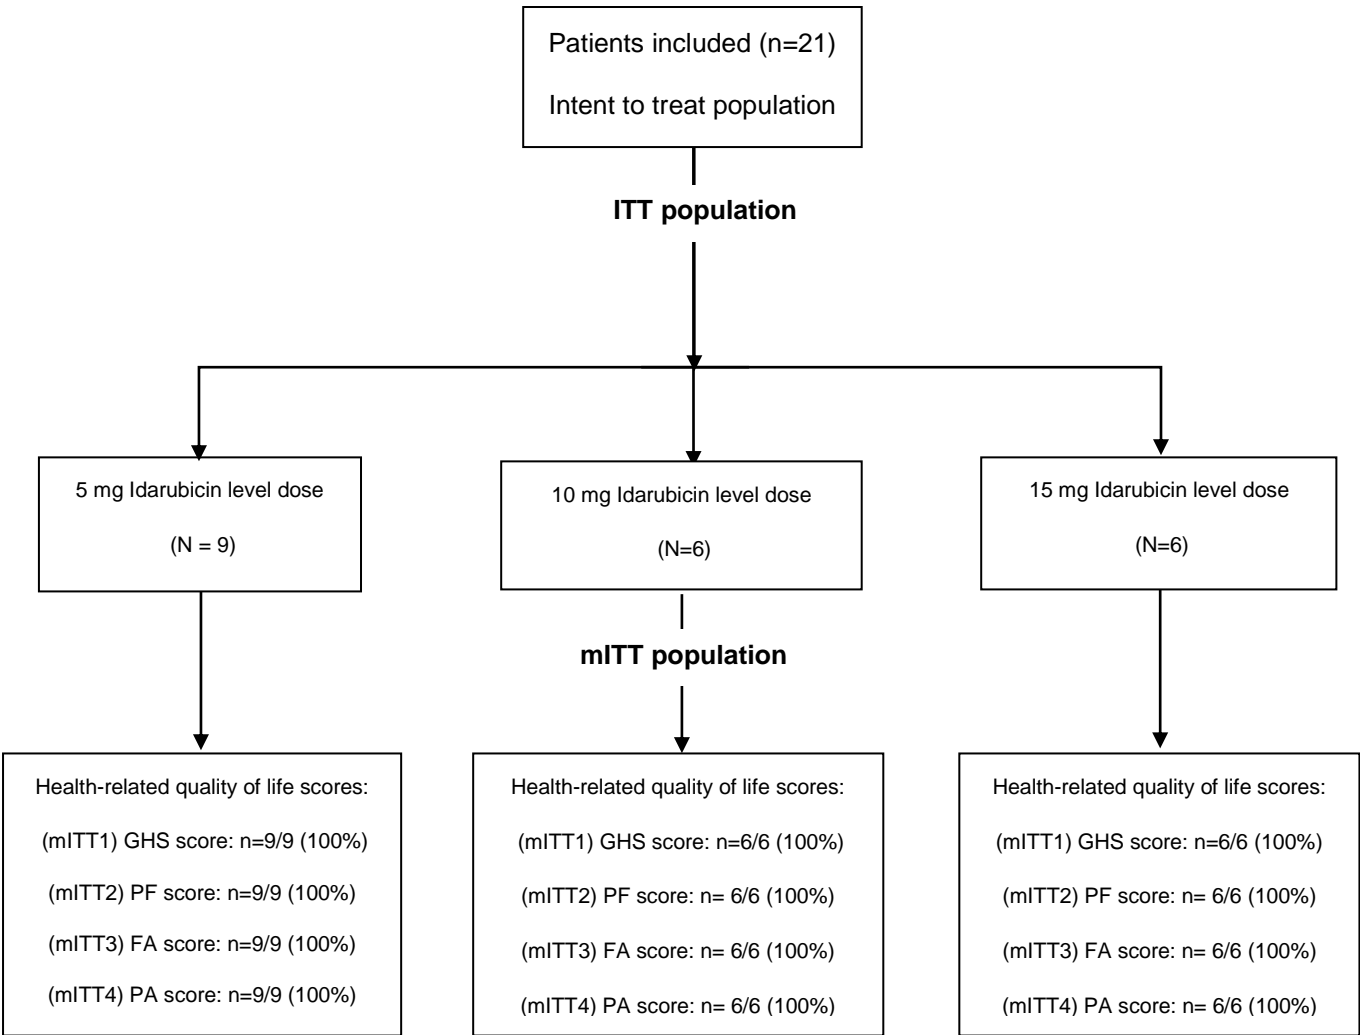 Patients included (n=21)
Intent to treat population
ITT population
5 mg Idarubicin level dose
(N = 9)
10 mg Idarubicin level dose
(N=6)
15 mg Idarubicin level dose
(N=6)
mITT population
Health-related quality of life scores:
(mITT1) GHS score: n=9/9 (100%)
(mITT2) PF score: n=9/9 (100%)
(mITT3) FA score: n=9/9 (100%)
(mITT4) PA score: n=9/9 (100%)
Health-related quality of life scores:
(mITT1) GHS score: n=6/6 (100%)
(mITT2) PF score: n= 6/6 (100%)
(mITT3) FA score: n= 6/6 (100%)
(mITT4) PA score: n= 6/6 (100%)
Health-related quality of life scores:
(mITT1) GHS score: n=6/6 (100%)
(mITT2) PF score: n= 6/6 (100%)
(mITT3) FA score: n= 6/6 (100%)
(mITT4) PA score: n= 6/6 (100%)